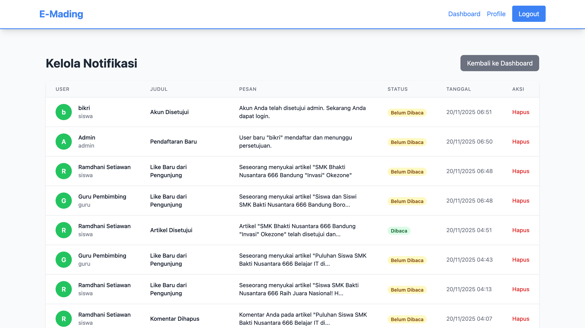 E-Mading
Dashboard Profile Logout
Kelola Notifikasi
Kembali ke Dashboard
USER JUDUL PESAN STATUS TANGGAL AKSI
b bikri
siswa
Akun Disetujui
Akun Anda telah disetujui admin. Sekarang Anda
dapat login.
Belum Dibaca
20/11/2025 06:51
Hapus
A Admin
admin
Pendaftaran Baru
User baru "bikri" mendaftar dan menunggu
persetujuan.
Belum Dibaca
20/11/2025 06:50
Hapus
R Ramdhani Setiawan
siswa
Like Baru dari
Pengunjung
Seseorang menyukai artikel "SMK Bhakti
Nusantara 666 Bandung "Invasi" Okezone"
Belum Dibaca
20/11/2025 06:48
Hapus
G Guru Pembimbing
guru
Like Baru dari
Pengunjung
Seseorang menyukai artikel "Siswa dan Siswi
SMK Bakti Nusantara 666 Bandung Boro...
Belum Dibaca
20/11/2025 06:48
Hapus
R Ramdhani Setiawan
siswa
Artikel Disetujui
Artikel "SMK Bhakti Nusantara 666 Bandung
"Invasi" Okezone" telah disetujui dan...
Dibaca
20/11/2025 04:51
Hapus
G Guru Pembimbing
guru
Like Baru dari
Pengunjung
Seseorang menyukai artikel "Puluhan Siswa SMK
Bakti Nusantara 666 Belajar IT di...
Belum Dibaca
20/11/2025 04:43
Hapus
R Ramdhani Setiawan
siswa
Like Baru dari
Pengunjung
Seseorang menyukai artikel "Siswa SMK Bakti
Nusantara 666 Raih Juara Nasional! H...
Belum Dibaca
20/11/2025 04:13
Hapus
R Ramdhani Setiawan
siswa
Komentar Dihapus
Komentar Anda pada artikel "Puluhan Siswa SMK
Bakti Nusantara 666 Belajar IT di...
Belum Dibaca
20/11/2025 04:07
Hapus